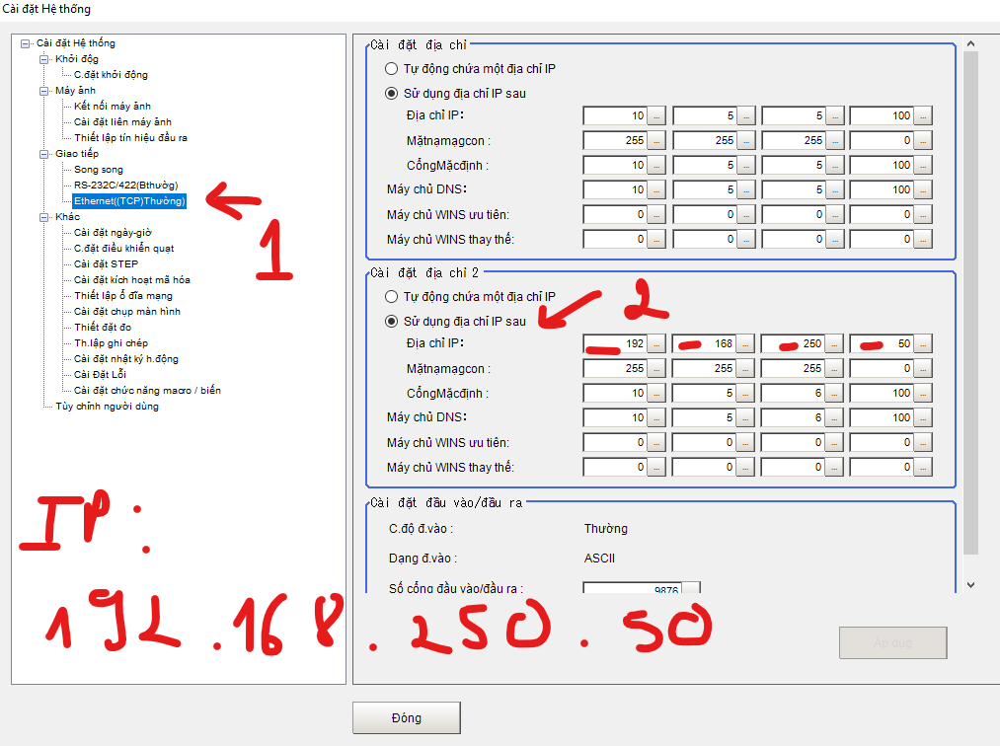 Cài đặt Hệ thống
Cài đặt Hệ thống
Khởi động
C.đặt khởi động
Máy ảnh
Kết nối máy ảnh
Cài đặt liên máy ảnh
Thiết lập tín hiệu đầu ra
Giao tiếp
Song song
RS-232C/422(Bthường)
Ethernet((TCP)Thường)
Khác
Cài đặt ngày-giờ
C.đặt điều khiển quạt
Cài đặt STEP
Cài đặt kích hoạt mã hóa
Thiết lập ổ đĩa mạng
Cài đặt chụp màn hình
Thiết đặt đo
Th.lập ghi chép
Cài đặt nhật ký h.động
Cài Đặt Lỗi
Cài đặt chức năng macro / biến
Tùy chỉnh người dùng
1
IP:
192.168.250.50
Cài đặt địa chỉ
Tự động chứa một địa chỉ IP
Sử dụng địa chỉ IP sau
Địa chỉ IP: 10 ... 5 ... 5 ... 100 ...
Mặtnạmạgcon : 255 ... 255 ... 255 ... 0 ...
CổngMặcđịnh : 10 ... 5 ... 5 ... 100 ...
Máy chủ DNS: 10 ... 5 ... 5 ... 100 ...
Máy chủ WINS ưu tiên: 0 ... 0 ... 0 ... 0 ...
Máy chủ WINS thay thế: 0 ... 0 ... 0 ... 0 ...
Cài đặt địa chỉ 2
Tự động chứa một địa chỉ IP
2
Sử dụng địa chỉ IP sau
Địa chỉ IP: 192 ... 168 ... 250 ... 50 ...
Mặtnạmạgcon : 255 ... 255 ... 255 ... 0 ...
CổngMặcđịnh : 10 ... 5 ... 6 ... 100 ...
Máy chủ DNS: 10 ... 5 ... 6 ... 100 ...
Máy chủ WINS ưu tiên: 0 ... 0 ... 0 ... 0 ...
Máy chủ WINS thay thế: 0 ... 0 ... 0 ... 0 ...
Cài đặt đầu vào/đầu ra
C.độ đ.vào : Thường
Dạng đ.vào : ASCII
Số cổng đầu vào/đầu ra : 9876
Áp dụng
Đóng